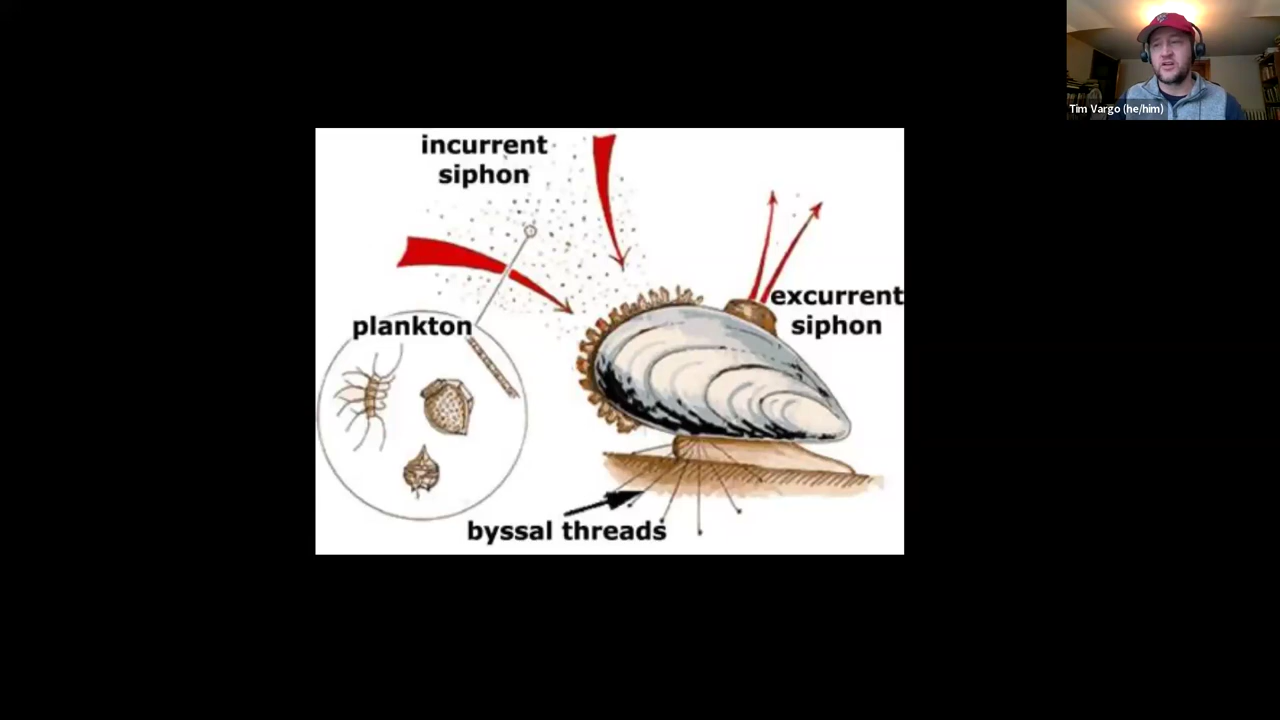 Tim Vargo (he/him)
incurrent
siphon
excurrent
siphon
plankton
byssal threads